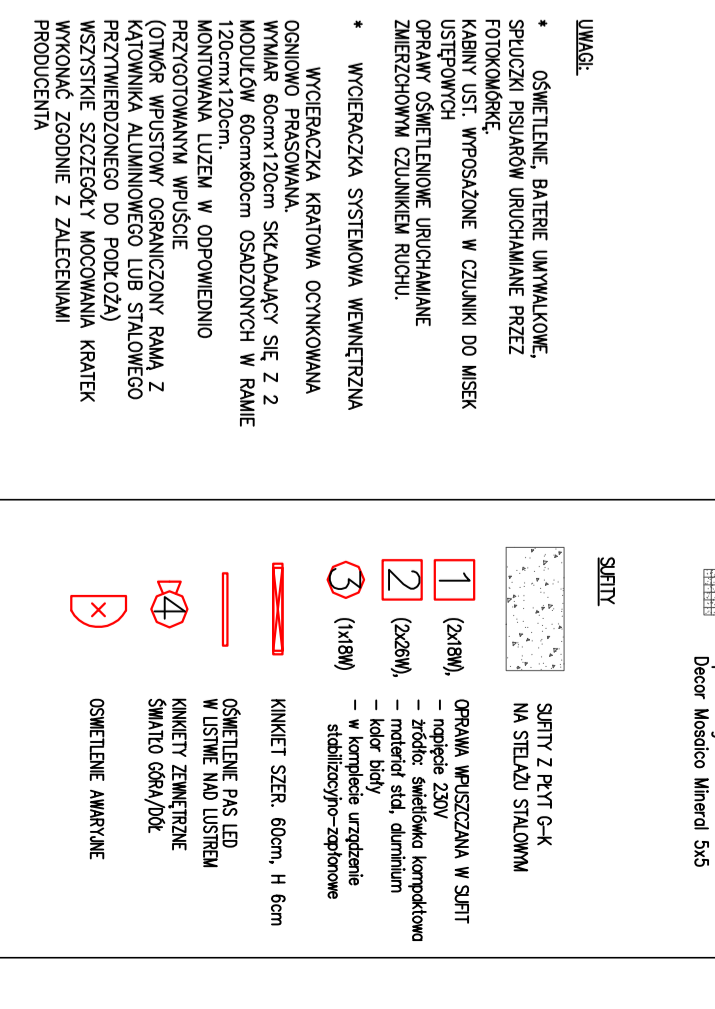 UWAGI:
* OŚWIETLENIE, BATERIE UMYWALKOWE,
SPŁUCZKI PISUARÓW URUCHAMIANE PRZEZ
FOTOKOMÓRKĘ.
KABINY UST. WYPOSAŻONE W CZUJNIKI DO MISEK
USTĘPOWYCH
OPRAWY OŚWIETLENIOWE URUCHAMIANE
ZMIERZCHOWYM CZUJNIKIEM RUCHU.
* WYCIERACZKA SYSTEMOWA WEWNĘTRZNA
WYCIERACZKA KRATOWA OCYNKOWANA
OGNIOWO PRASOWANA.
WYMIAR 60cmx120cm SKŁADAJĄCY SIĘ Z 2
MODUŁÓW 60cmx60cm OSADZONYCH W RAMIE
120cmx120cm.
MONTOWANA LUZEM W ODPOWIEDNIO
PRZYGOTOWANYM WPUŚCIE
(OTWÓR WPUSTOWY OGRANICZONY RAMĄ Z
KĄTOWNIKA ALUMINIOWEGO LUB STALOWEGO
PRZYTWIERDZONEGO DO PODŁOŻA)
WSZYSTKIE SZCZEGÓŁY MOCOWANIA KRATEK
WYKONAĆ ZGODNIE Z ZALECENIAMI
PRODUCENTA
Decor Mosaico Mineral 5x5
SUFITY
SUFITY Z PŁYT G-K
NA STELAŻU STALOWYM
1 (2x18W),
2 (2x26W),
3 (1x18W)
OPRAWA WPUSZCZANA W SUFIT
- napięcie 230V
- źródło: świetlówka kompaktowa
- materiał stal, aluminium
- kolor biały
- w komplecie urządzenie
stabilizacyjno-zapłonowe
KINKIET SZER. 60cm, H 6cm
OŚWIETLENIE PAS LED
W LISTWIE NAD LUSTREM
4 KINKIETY ZEWNĘTRZNE
ŚWIATŁO GÓRA/DÓŁ
OSWIETLENIE AWARYJNE